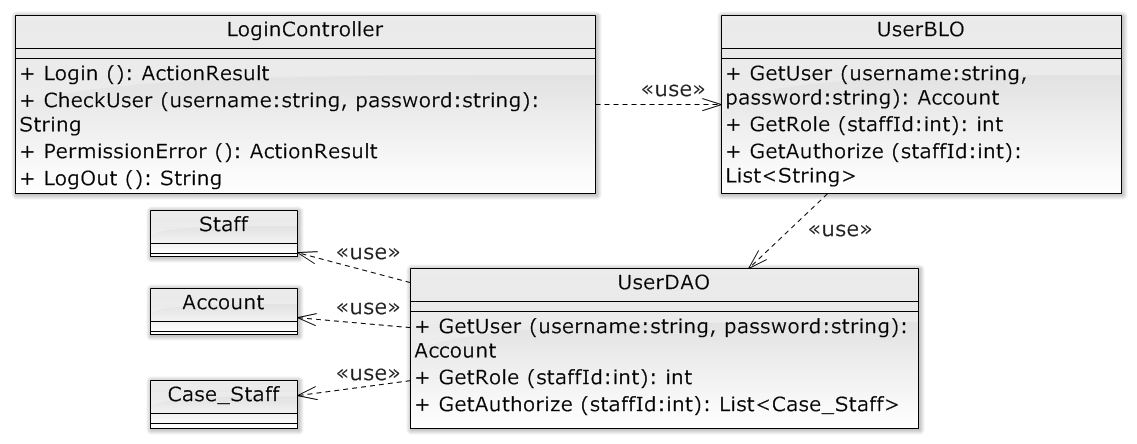 LoginController
+ Login (): ActionResult
+ CheckUser (username:string, password:string):
String
+ PermissionError (): ActionResult
+ LogOut (): String
«use»
UserBLO
+ GetUser (username:string,
password:string): Account
+ GetRole (staffId:int): int
+ GetAuthorize (staffId:int):
List<String>
«use»
Staff
«use»
Account
«use»
Case_Staff
«use»
UserDAO
+ GetUser (username:string, password:string):
Account
+ GetRole (staffId:int): int
+ GetAuthorize (staffId:int): List<Case_Staff>